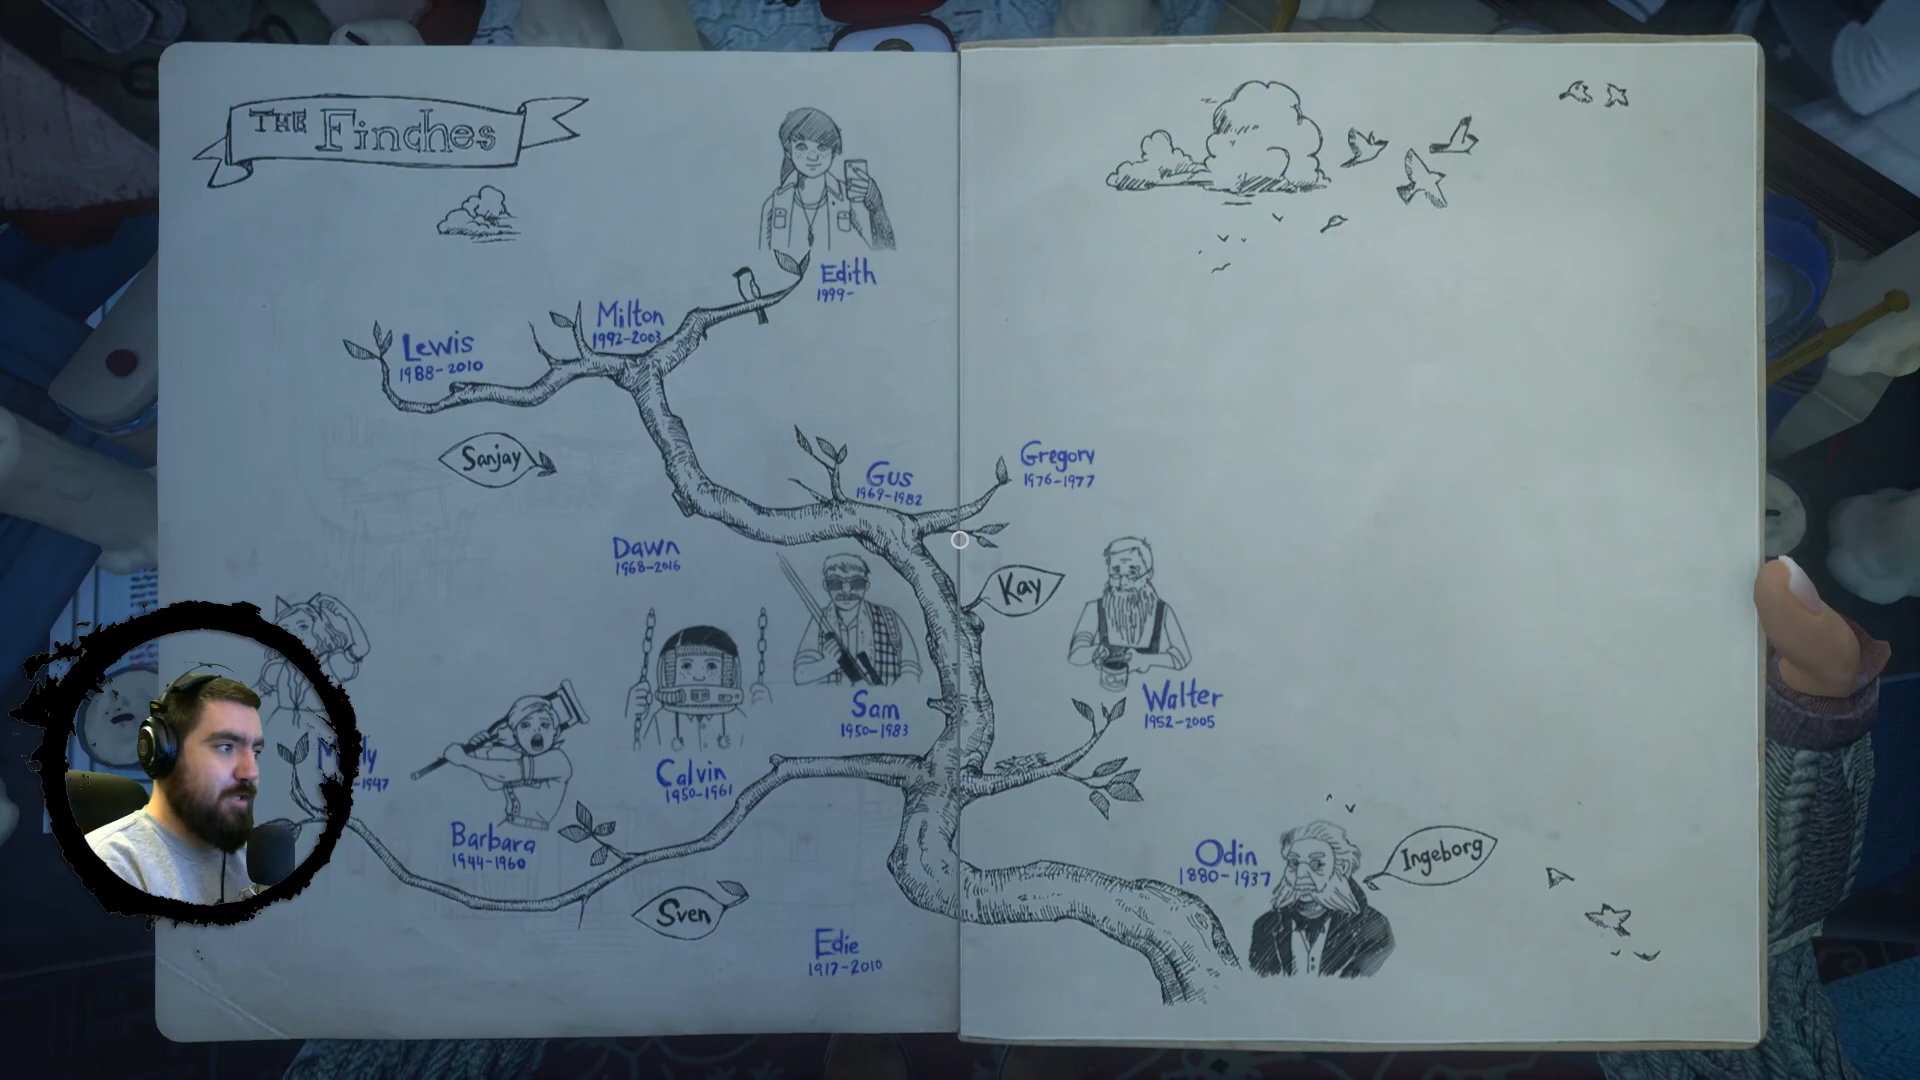 THE Finches
Edith
1999-
Milton
1992-2003
Lewis
1988-2010
Sanjay
Gus
1969-1982
Gregory
1976-1977
Dawn
1968-2016
Kay
Sam
1950-1983
Walter
1952-2005
Calvin
1950-1961
-1947
Barbara
1944-1960
Sven
Odin
1880-1937
Ingeborg
Edie
1917-2010